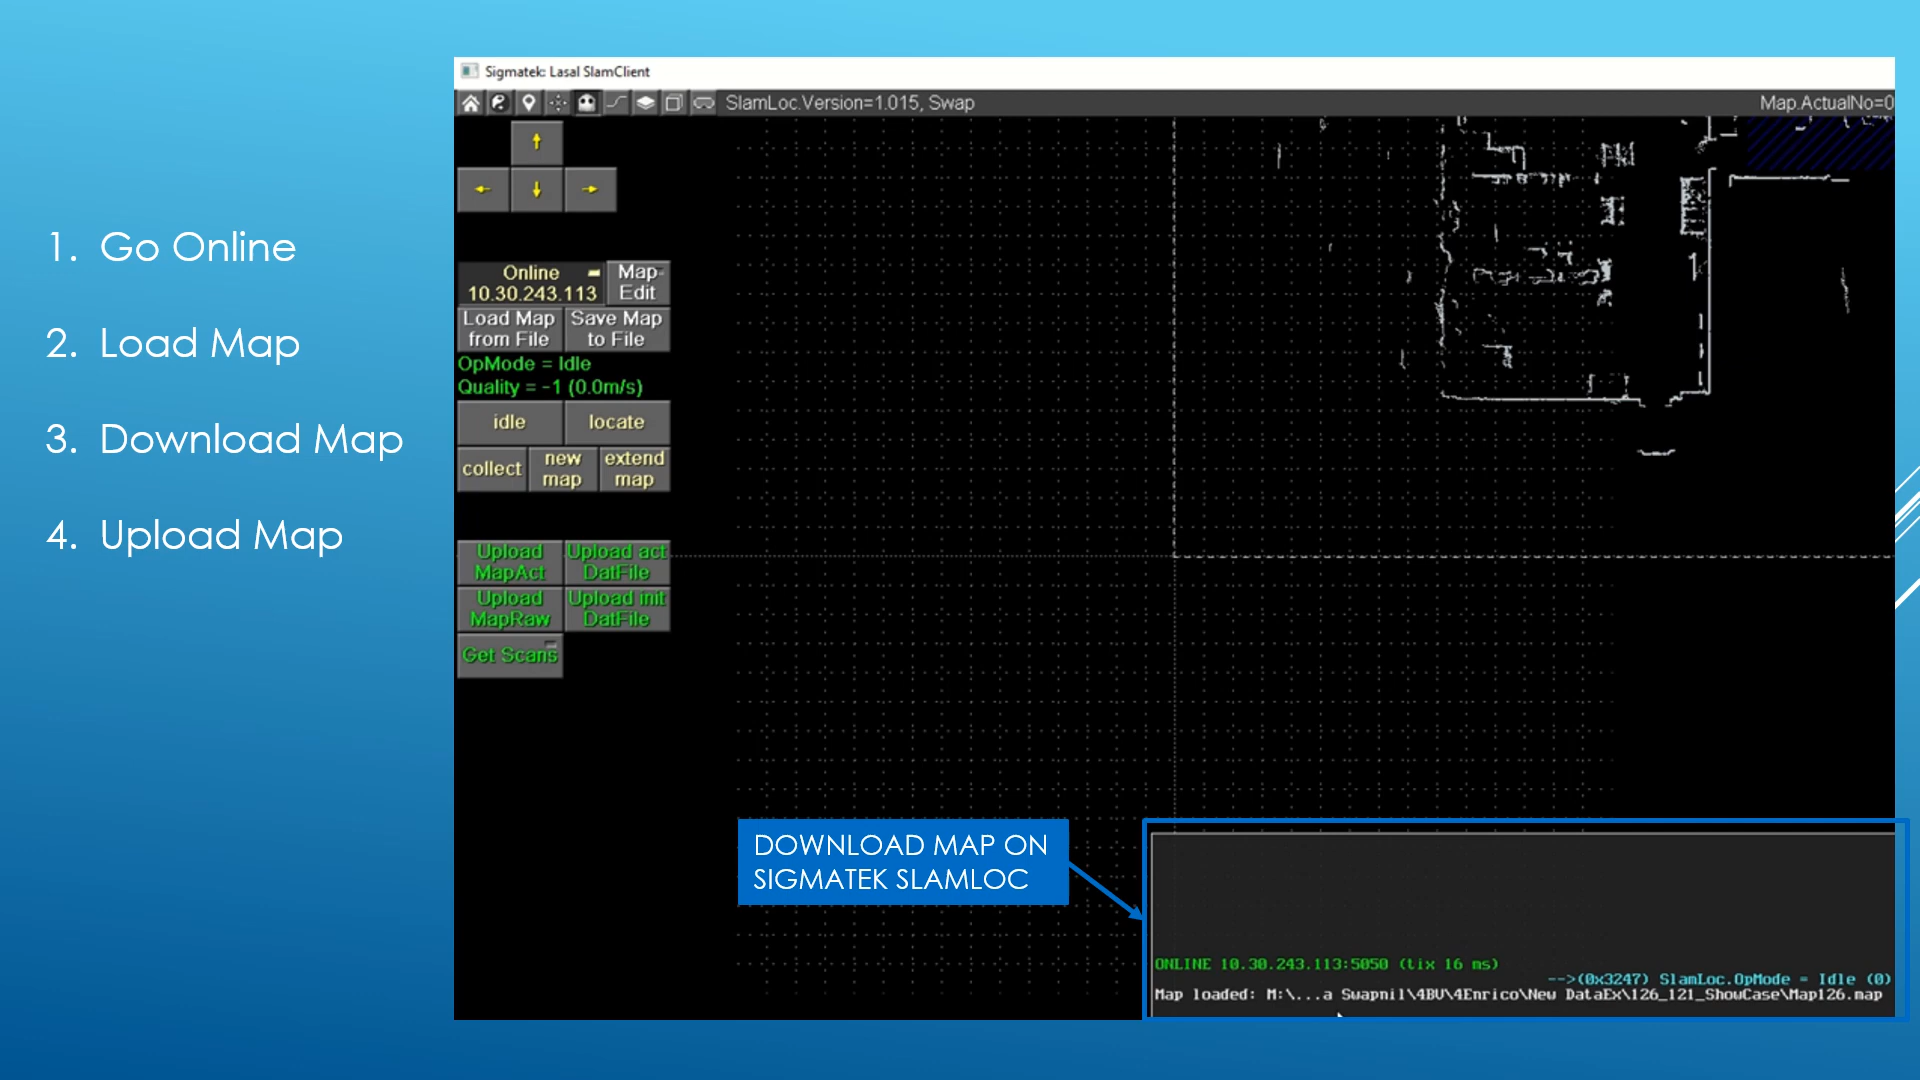 1. Go Online
2. Load Map
3. Download Map
4. Upload Map
Sigmatek: Lasal SlamClient
SlamLoc.Version=1.015, Swap
Map.ActualNo=0
Online
10.30.243.113
Map
Edit
Load Map
from File
Save Map
to File
OpMode = Idle
Quality = -1 (0.0m/s)
idle
locate
collect
new
map
extend
map
Upload
MapAct
Upload act
DatFile
Upload
MapRaw
Upload init
DatFile
Get Scans
DOWNLOAD MAP ON
SIGMATEK SLAMLOC
ONLINE 10.30.243.113:5050 (tix 16 ms)
-->(0x3247) SlamLoc.OpMode = Idle (0)
Map loaded: M:\...a Swapnil\4BU\4Enrico\New DataEx\126_121_ShowCase\Map126.map